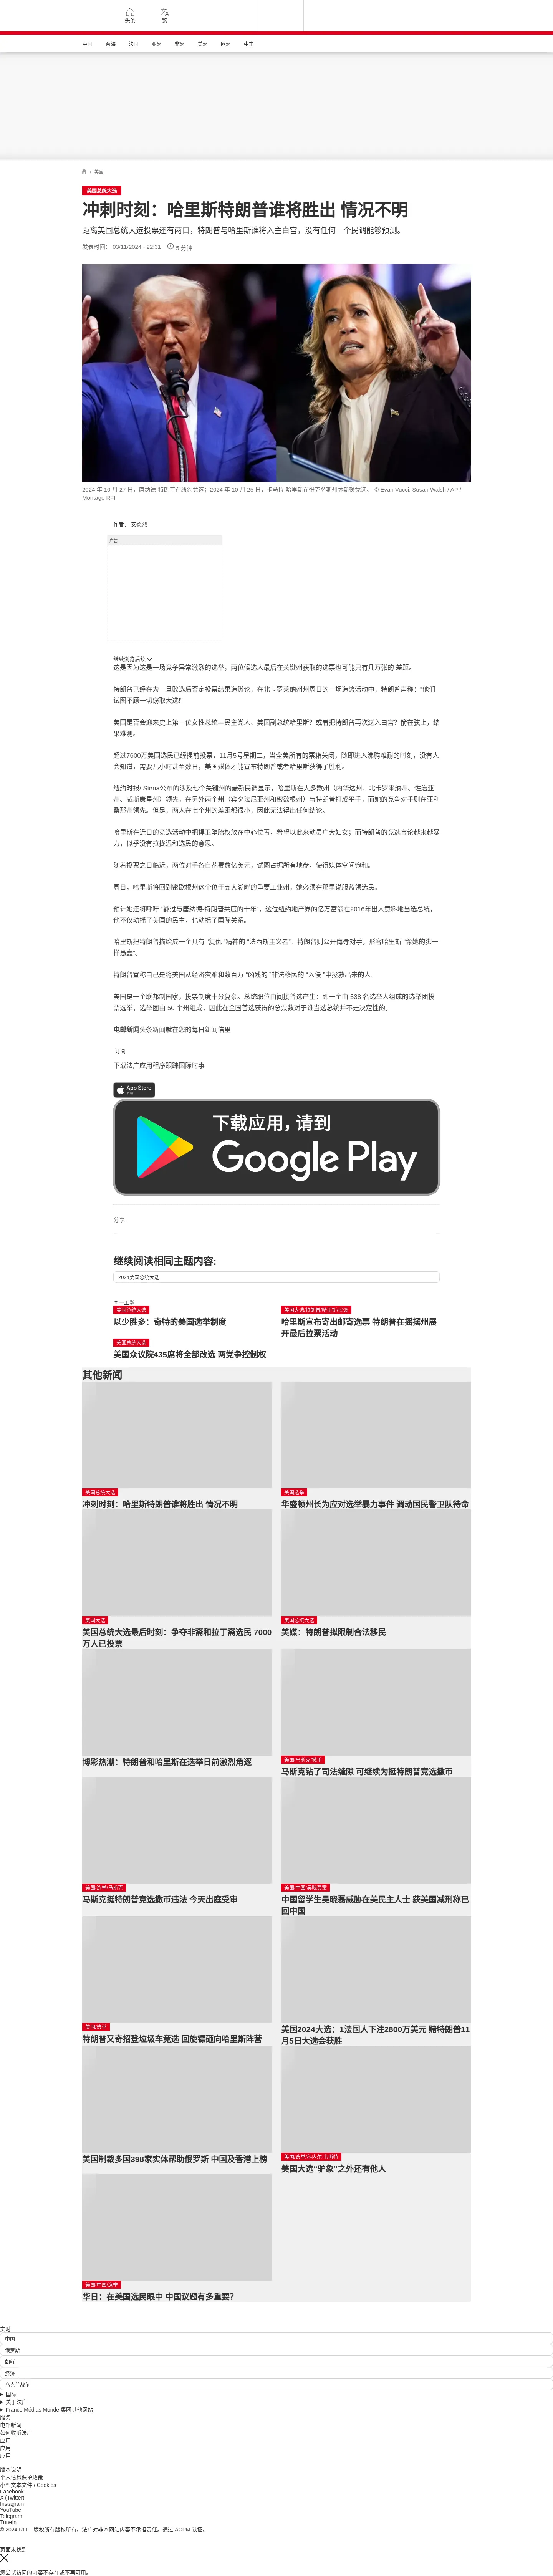 头条
繁
中国 台海 法国 亚洲 非洲 美洲 欧洲 中东
美国
美国总统大选
冲刺时刻：哈里斯特朗普谁将胜出 情况不明
距离美国总统大选投票还有两日，特朗普与哈里斯谁将入主白宫，没有任何一个民调能够预测。
发表时间： 03/11/2024 - 22:31 5 分钟
2024 年 10 月 27 日，唐纳德·特朗普在纽约竞选；2024 年 10 月 25 日，卡马拉·哈里斯在得克萨斯州休斯顿竞选。 © Evan Vucci, Susan Walsh / AP /
Montage RFI
作者： 安德烈
广告
继续浏览后续
这是因为这是一场竞争异常激烈的选举，两位候选人最后在关键州获取的选票也可能只有几万张的 差距。
特朗普已经在为一旦败选后否定投票结果造舆论，在北卡罗莱纳州州周日的一场造势活动中，特朗普声称：“他们
试图不顾一切窃取大选!”
美国是否会迎来史上第一位女性总统—民主党人、美国副总统哈里斯？或者把特朗普再次送入白宫？箭在弦上，结
果难测。
超过7600万美国选民已经提前投票，11月5号星期二，当全美所有的票箱关闭，随即进入沸腾难耐的时刻，没有人
会知道，需要几小时甚至数日，美国媒体才能宣布特朗普或者哈里斯获得了胜利。
纽约时报/ Siena公布的涉及七个关键州的最新民调显示，哈里斯在大多数州（内华达州、北卡罗来纳州、佐治亚
州、威斯康星州）领先，在另外两个州（宾夕法尼亚州和密歇根州）与特朗普打成平手，而她的竞争对手则在亚利
桑那州领先。但是，两人在七个州的差距都很小，因此无法得出任何结论。
哈里斯在近日的竞选活动中把捍卫堕胎权放在中心位置，希望以此来动员广大妇女；而特朗普的竞选言论越来越暴
力，似乎没有拉拢温和选民的意思。
随着投票之日临近，两位对手各自花费数亿美元，试图占据所有地盘，使得媒体空间饱和。
周日，哈里斯将回到密歇根州这个位于五大湖畔的重要工业州，她必须在那里说服蓝领选民。
预计她还将呼吁 “翻过与唐纳德-特朗普共度的十年”，这位纽约地产界的亿万富翁在2016年出人意料地当选总统，
他不仅动摇了美国的民主，也动摇了国际关系。
哈里斯把特朗普描绘成一个具有 “复仇 ”精神的 “法西斯主义者”。特朗普则公开侮辱对手，形容哈里斯 “像她的脚一
样愚蠢”。
特朗普宣称自己是将美国从经济灾难和数百万 “凶残的 ”非法移民的 “入侵 ”中拯救出来的人。
美国是一个联邦制国家，投票制度十分复杂。总统职位由间接普选产生：即一个由 538 名选举人组成的选举团投
票选举，选举团由 50 个州组成，因此在全国普选获得的总票数对于谁当选总统并不是决定性的。
电邮新闻头条新闻就在您的每日新闻信里
订阅
下载法广应用程序跟踪国际时事
App Store
下载
下载应用，请到
Google Play
分享 :
继续阅读相同主题内容:
2024美国总统大选
同一主题
美国总统大选
以少胜多：奇特的美国选举制度
美国大选/特朗普/哈里斯/民调
哈里斯宣布寄出邮寄选票 特朗普在摇摆州展
开最后拉票活动
美国总统大选
美国众议院435席将全部改选 两党争控制权
其他新闻
美国总统大选
冲刺时刻：哈里斯特朗普谁将胜出 情况不明
美国选举
华盛顿州长为应对选举暴力事件 调动国民警卫队待命
美国大选
美国总统大选最后时刻：争夺非裔和拉丁裔选民 7000
万人已投票
美国总统大选
美媒：特朗普拟限制合法移民
博彩热潮：特朗普和哈里斯在选举日前激烈角逐
美国/马斯克/撒币
马斯克钻了司法缝隙 可继续为挺特朗普竞选撒币
美国/选举/马斯克
马斯克挺特朗普竞选撒币违法 今天出庭受审
美国/中国/吴晓磊案
中国留学生吴晓磊威胁在美民主人士 获美国减刑称已
回中国
美国/选举
特朗普又奇招登垃圾车竞选 回旋镖砸向哈里斯阵营
美国2024大选：1法国人下注2800万美元 赌特朗普11
月5日大选会获胜
美国制裁多国398家实体帮助俄罗斯 中国及香港上榜
美国/选举/科内尔·韦斯特
美国大选“驴象”之外还有他人
美国/中国/选举
华日：在美国选民眼中 中国议题有多重要?
实时
中国
俄罗斯
朝鲜
经济
乌克兰战争
国际
关于法广
France Médias Monde 集团其他网站
服务
电邮新闻
如何收听法广
应用
应用
应用
版本说明
个人信息保护政策
小型文本文件 / Cookies
Facebook
X (Twitter)
Instagram
YouTube
Telegram
TuneIn
© 2024 RFI – 版权所有版权所有。法广对非本网站内容不承担责任。通过 ACPM 认证。
页面未找到
您尝试访问的内容不存在或不再可用。